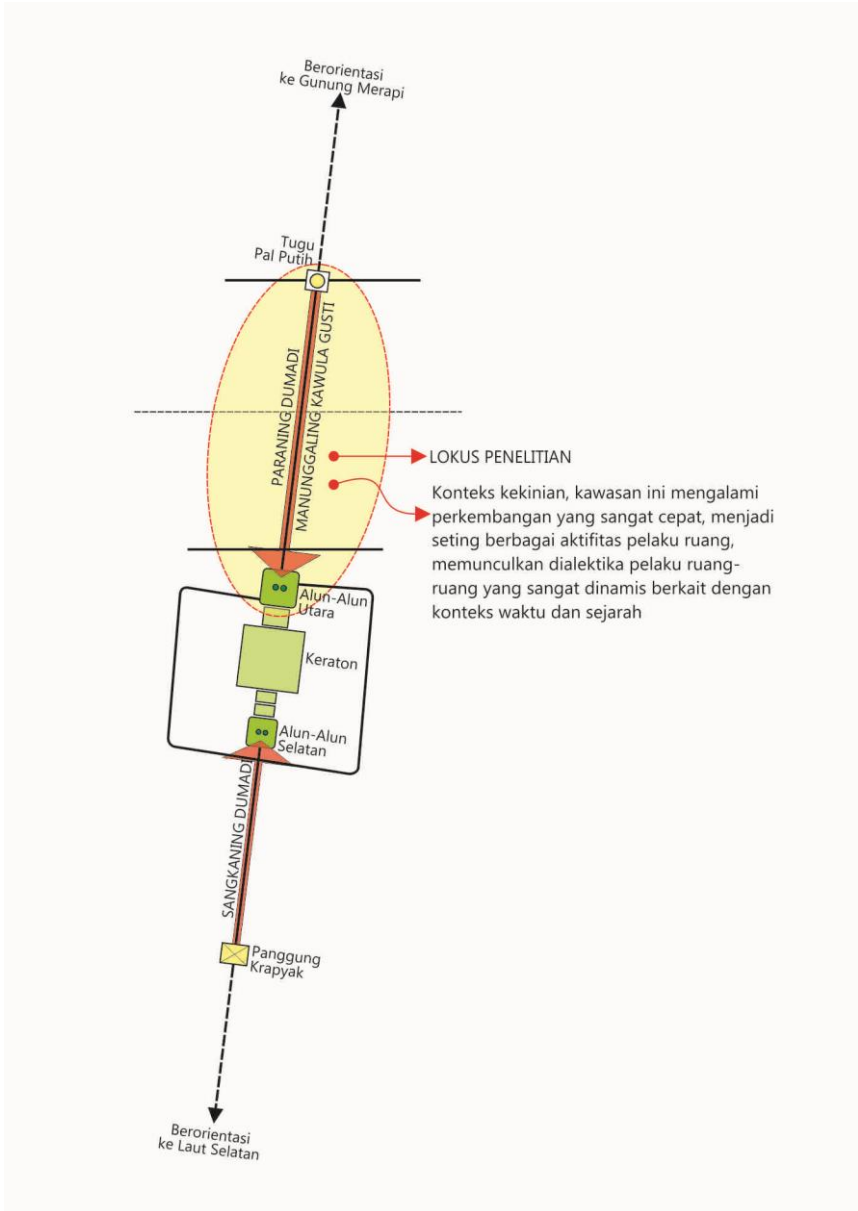 Berorientasi
ke Gunung Merapi
Tugu
Pal Putih
PARANING DUMADI
MANUNGGALING KAWULA GUSTI
LOKUS PENELITIAN
Konteks kekinian, kawasan ini mengalami
perkembangan yang sangat cepat, menjadi
seting berbagai aktifitas pelaku ruang,
memunculkan dialektika pelaku ruang-
ruang yang sangat dinamis berkait dengan
konteks waktu dan sejarah
Alun-Alun
Utara
Keraton
Alun-Alun
Selatan
SANGKANING DUMADI
Panggung
Krapyak
Berorientasi
ke Laut Selatan